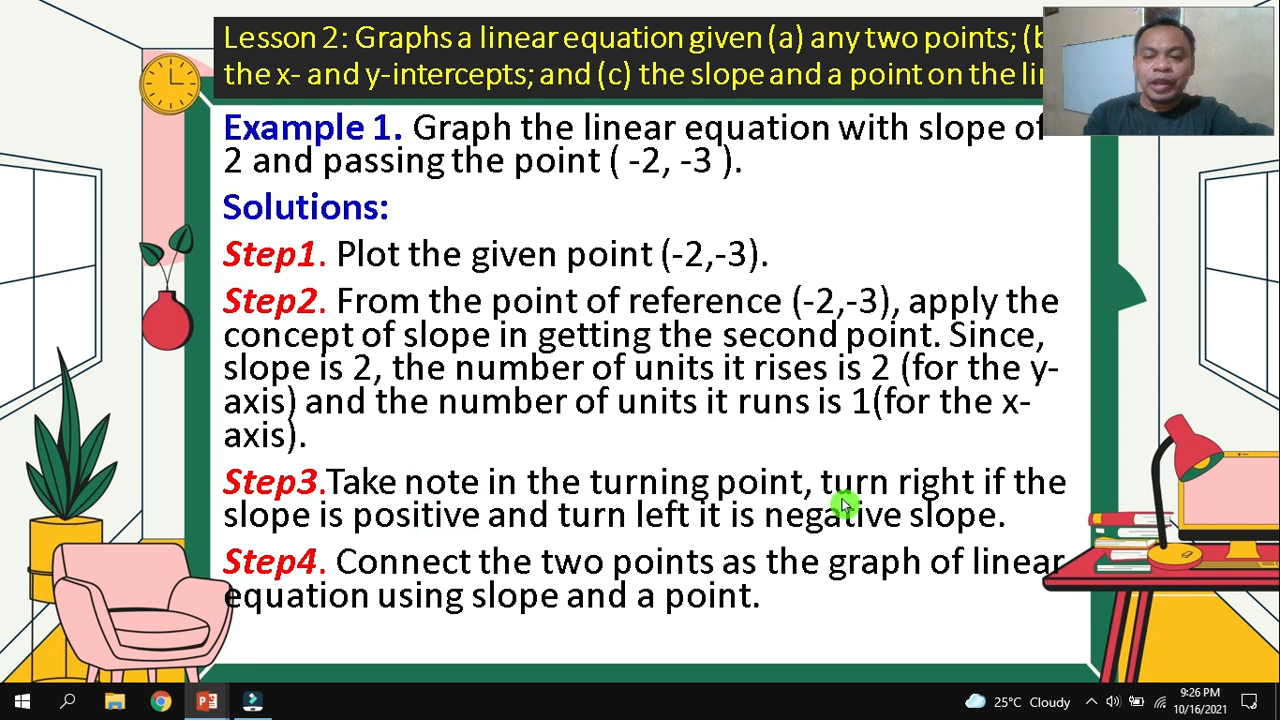 Lesson 2: Graphs a linear equation given (a) any two points; (b
the x- and y-intercepts; and (c) the slope and a point on the lin
Example 1. Graph the linear equation with slope of
2 and passing the point ( -2, -3 ).
Solutions:
Step1. Plot the given point (-2,-3).
Step2. From the point of reference (-2,-3), apply the
concept of slope in getting the second point. Since,
slope is 2, the number of units it rises is 2 (for the y-
axis) and the number of units it runs is 1(for the x-
axis).
Step3.Take note in the turning point, turn right if the
slope is positive and turn left it is negative slope.
Step4. Connect the two points as the graph of linear
equation using slope and a point.
25°C Cloudy
9:26 PM
10/16/2021